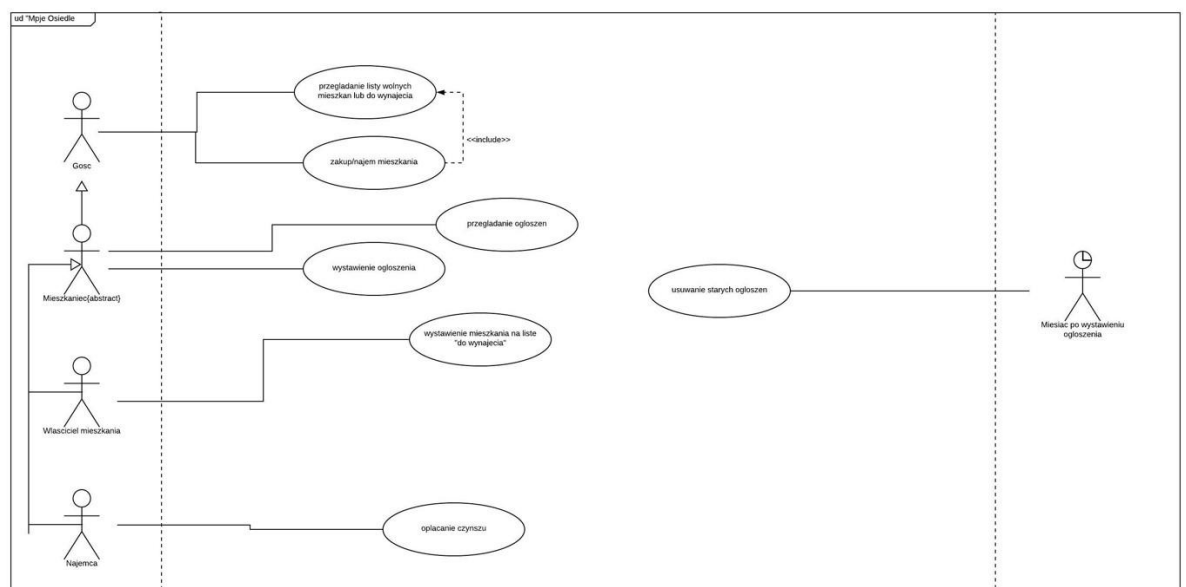 ud "Mpje Osiedle
przegladanie listy wolnych
mieszkan lub do wynajecia
<<include>>
zakup/najem mieszkania
Gosc
przegladanie ogloszen
wystawienie ogloszenia
Mieszkaniec{abstract}
usuwanie starych ogloszen
Miesiac po wystawieniu
ogloszenia
wystawienie mieszkania na liste
"do wynajecia"
Wlasciciel mieszkania
oplacanie czynszu
Najemca